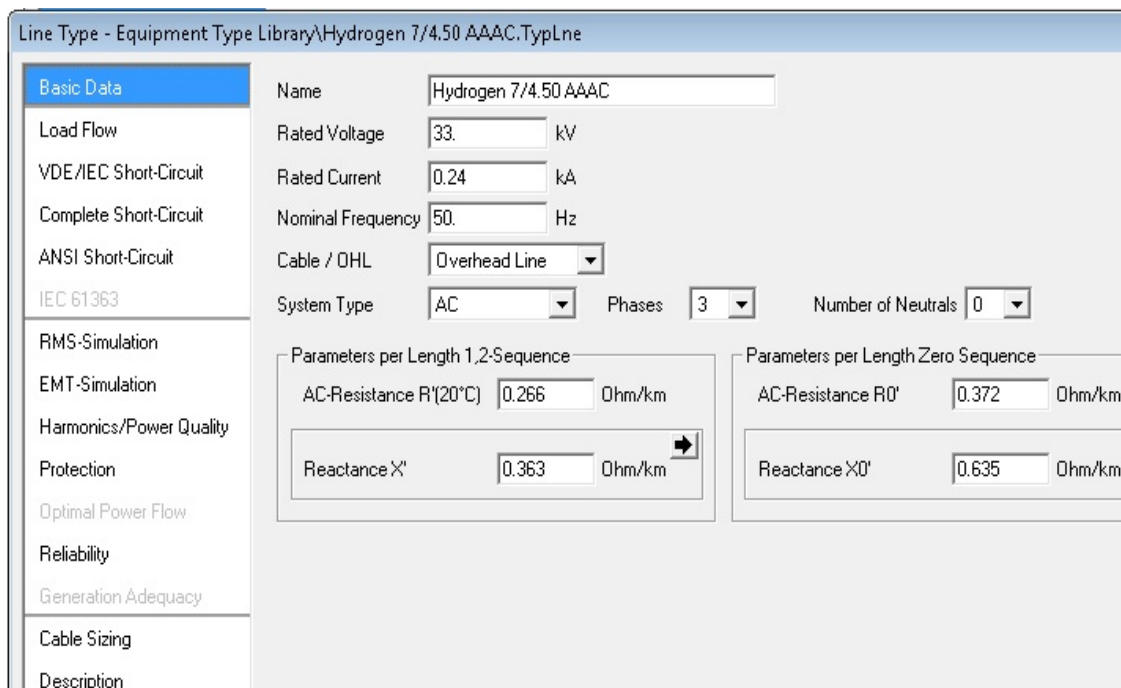 Line Type - Equipment Type Library\Hydrogen 7/4.50 AAAC.TypLne
Basic Data
Load Flow
VDE/IEC Short-Circuit
Complete Short-Circuit
ANSI Short-Circuit
IEC 61363
RMS-Simulation
EMT-Simulation
Harmonics/Power Quality
Protection
Optimal Power Flow
Reliability
Generation Adequacy
Cable Sizing
Description
Name Hydrogen 7/4.50 AAAC
Rated Voltage 33. kV
Rated Current 0.24 kA
Nominal Frequency 50. Hz
Cable / OHL Overhead Line
System Type AC Phases 3 Number of Neutrals 0
Parameters per Length 1,2-Sequence
AC-Resistance R'(20°C) 0.266 Ohm/km
Reactance X' 0.363 Ohm/km
Parameters per Length Zero Sequence
AC-Resistance R0' 0.372 Ohm/km
Reactance X0' 0.635 Ohm/km